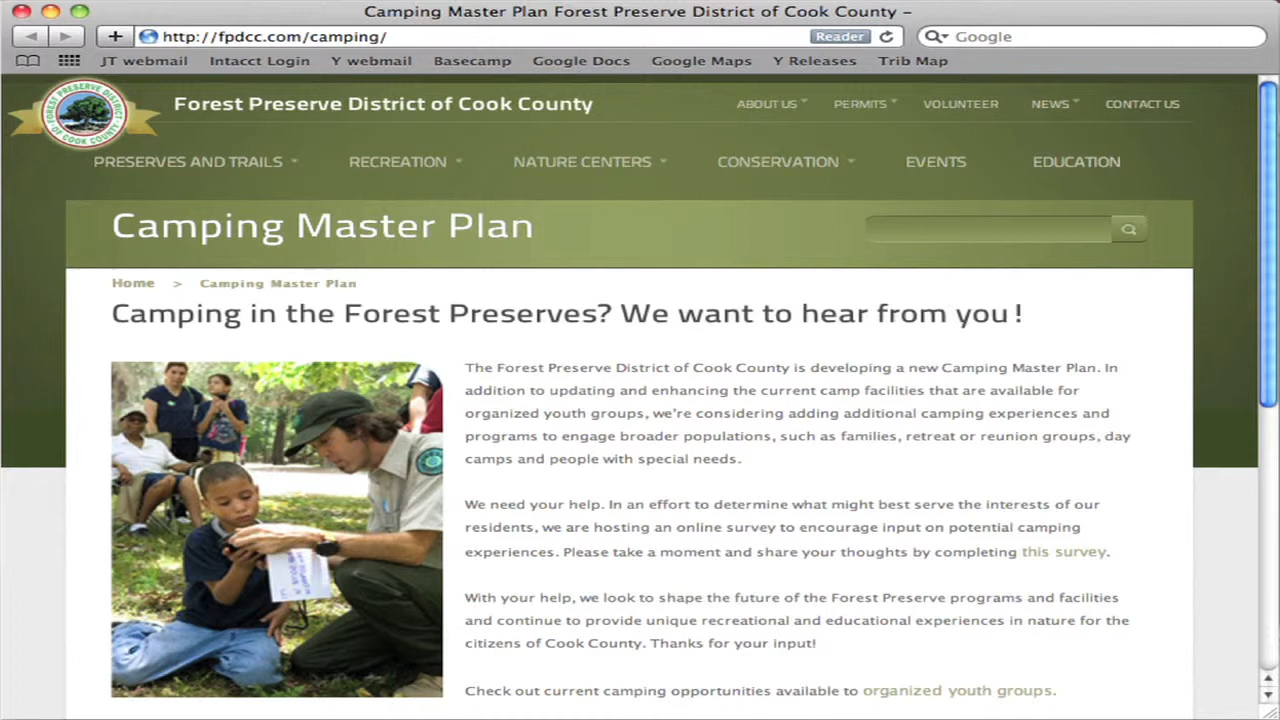 Camping Master Plan Forest Preserve District of Cook County –
http://fpdcc.com/camping/
Reader
Google
JT webmail
Intacct Login
Y webmail
Basecamp
Google Docs
Google Maps
Y Releases
Trib Map
FOREST PRESERVE DISTRICT
OF COOK COUNTY
Forest Preserve District of Cook County
ABOUT US
PERMITS
VOLUNTEER
NEWS
CONTACT US
PRESERVES AND TRAILS
RECREATION
NATURE CENTERS
CONSERVATION
EVENTS
EDUCATION
Camping Master Plan
Home > Camping Master Plan
Camping in the Forest Preserves? We want to hear from you!
The Forest Preserve District of Cook County is developing a new Camping Master Plan. In
addition to updating and enhancing the current camp facilities that are available for
organized youth groups, we're considering adding additional camping experiences and
programs to engage broader populations, such as families, retreat or reunion groups, day
camps and people with special needs.
We need your help. In an effort to determine what might best serve the interests of our
residents, we are hosting an online survey to encourage input on potential camping
experiences. Please take a moment and share your thoughts by completing this survey.
With your help, we look to shape the future of the Forest Preserve programs and facilities
and continue to provide unique recreational and educational experiences in nature for the
citizens of Cook County. Thanks for your input!
Check out current camping opportunities available to organized youth groups.